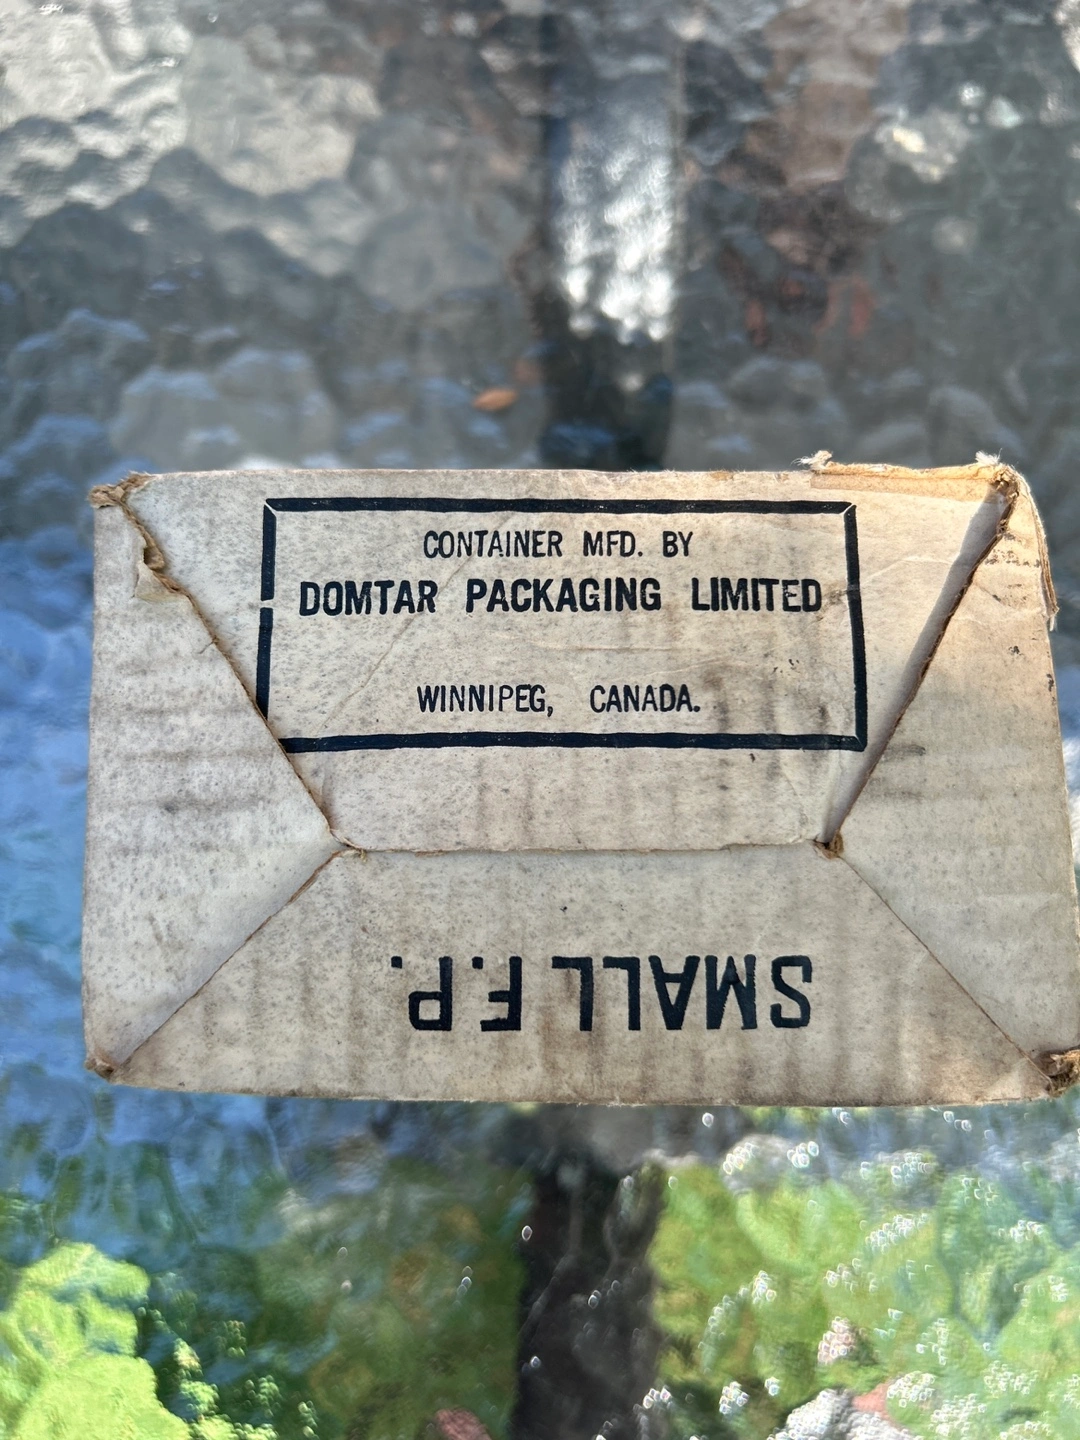 CONTAINER MFD. BY
DOMTAR PACKAGING LIMITED
WINNIPEG, CANADA.
SMALL F.P.